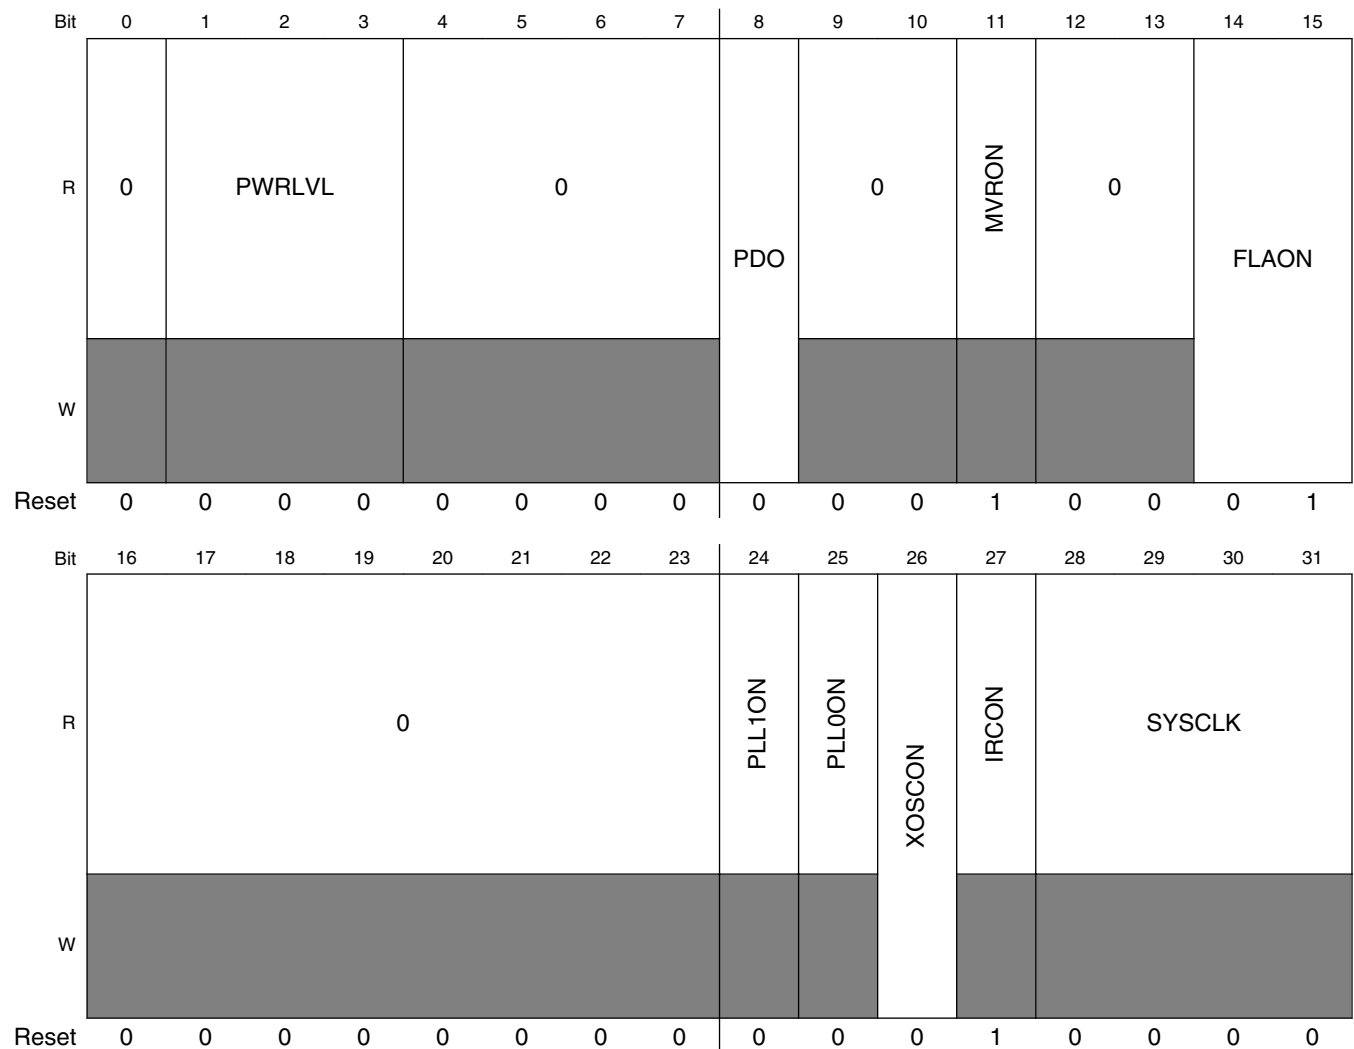 Bit 0 1 2 3 4 5 6 7 8 9 10 11 12 13 14 15
R 0 PWRLVL 0 PDO 0 MVRON 0 FLAON
W
Reset 0 0 0 0 0 0 0 0 0 0 0 1 0 0 0 1
Bit 16 17 18 19 20 21 22 23 24 25 26 27 28 29 30 31
R 0 PLL1ON PLL0ON XOSCON IRCON SYSCLK
W
Reset 0 0 0 0 0 0 0 0 0 0 0 1 0 0 0 0